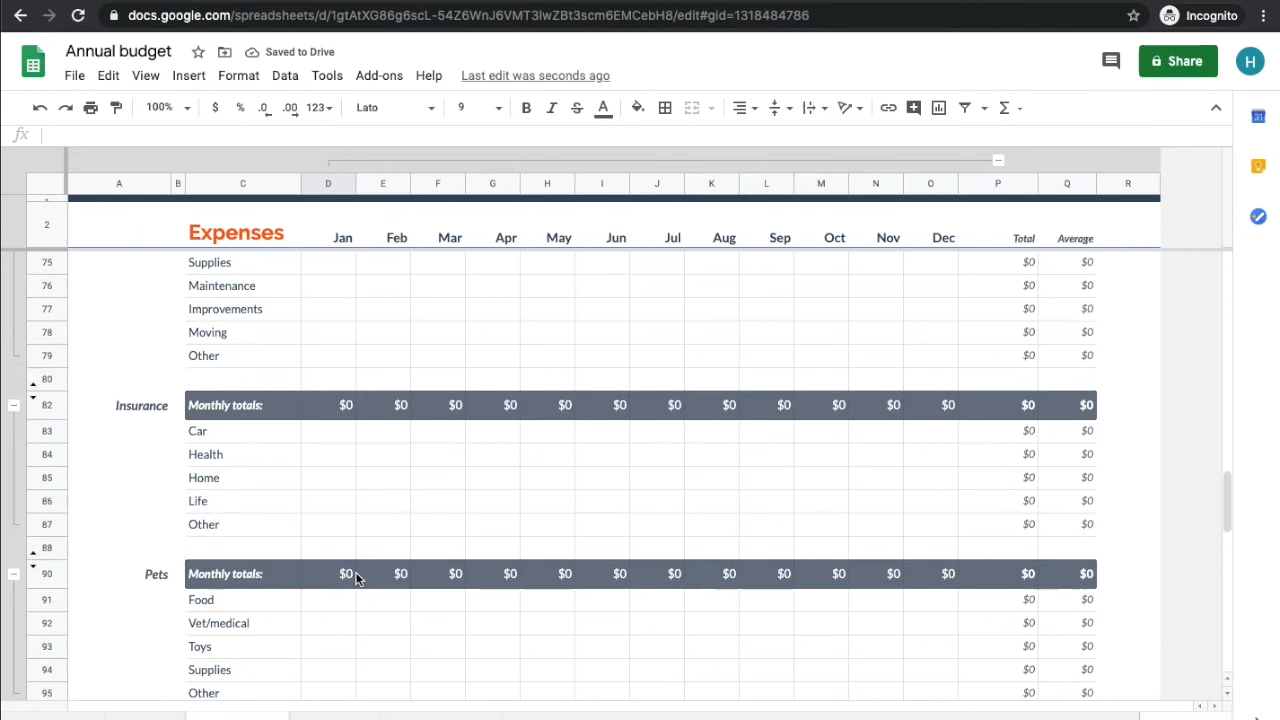 docs.google.com/spreadsheets/d/1gtAtXG86g6scL-54Z6WnJ6VMT3lwZBt3scm6EMCebH8/edit#gid=1318484786 Incognito
Annual budget Saved to Drive
File Edit View Insert Format Data Tools Add-ons Help Last edit was seconds ago
Share H
100% $ % .0 .00 123 Lato 9 B I S A
fx
31
A B C D E F G H I J K L M N O P Q R
2 Expenses Jan Feb Mar Apr May Jun Jul Aug Sep Oct Nov Dec Total Average
75 Supplies $0 $0
76 Maintenance $0 $0
77 Improvements $0 $0
78 Moving $0 $0
79 Other $0 $0
80
82 Insurance Monthly totals: $0 $0 $0 $0 $0 $0 $0 $0 $0 $0 $0 $0 $0 $0
83 Car $0 $0
84 Health $0 $0
85 Home $0 $0
86 Life $0 $0
87 Other $0 $0
88
90 Pets Monthly totals: $0 $0 $0 $0 $0 $0 $0 $0 $0 $0 $0 $0 $0 $0
91 Food $0 $0
92 Vet/medical $0 $0
93 Toys $0 $0
94 Supplies $0 $0
95 Other $0 $0